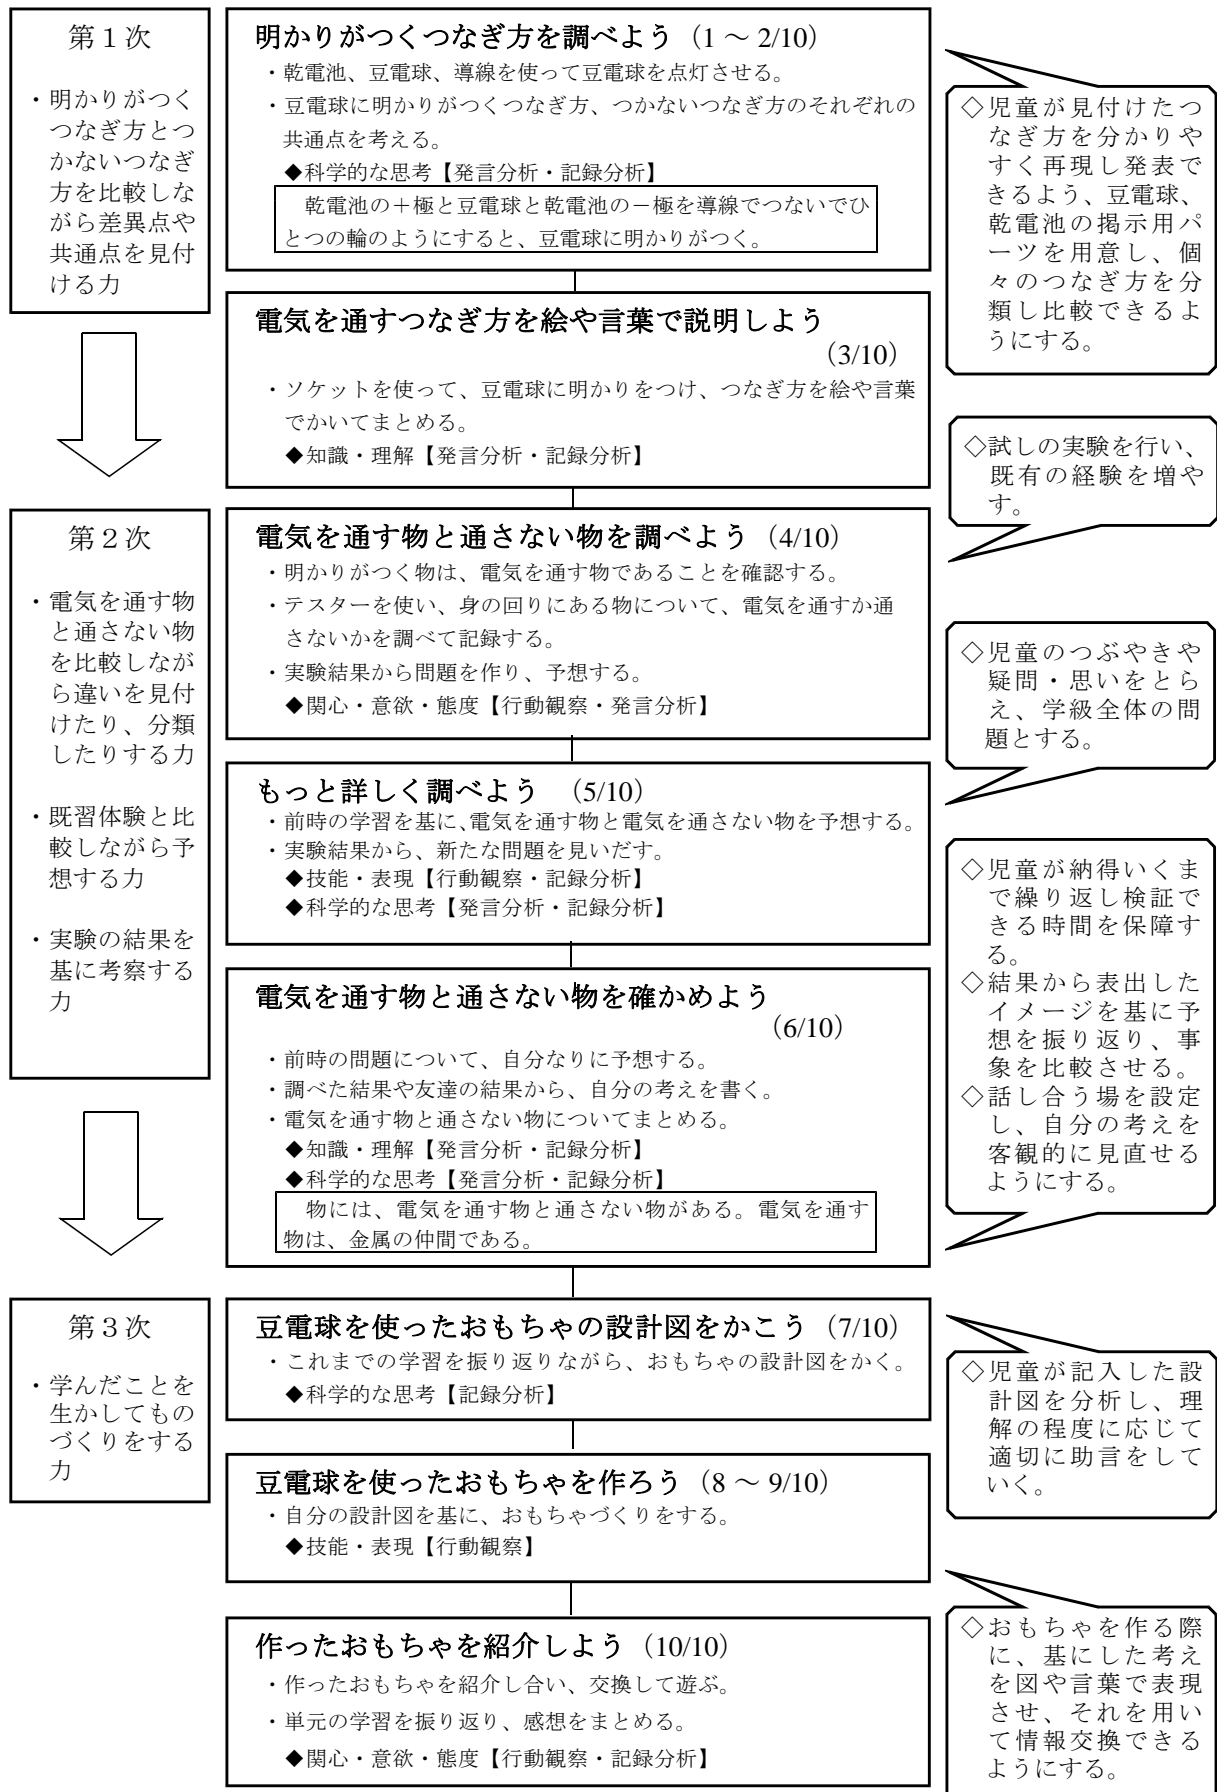 第１次
・明かりがつく
つなぎ方とつ
かないつなぎ
方を比較しな
がら差異点や
共通点を見付
ける力
明かりがつくつなぎ方を調べよう（1 ～ 2/10）
・乾電池、豆電球、導線を使って豆電球を点灯させる。
・豆電球に明かりがつくつなぎ方、つかないつなぎ方のそれぞれの
共通点を考える。
◆科学的な思考【発言分析・記録分析】
乾電池の＋極と豆電球と乾電池の－極を導線でつないでひ
とつの輪のようにすると、豆電球に明かりがつく。
◇児童が見付けたつ
なぎ方を分かりや
すく再現し発表で
きるよう、豆電球、
乾電池の掲示用パ
ーツを用意し、個
々のつなぎ方を分
類し比較できるよ
うにする。
電気を通すつなぎ方を絵や言葉で説明しよう
（3/10）
・ソケットを使って、豆電球に明かりをつけ、つなぎ方を絵や言葉
でかいてまとめる。
◆知識・理解【発言分析・記録分析】
◇試しの実験を行い、
既有の経験を増や
す。
第２次
・電気を通す物
と通さない物
を比較しなが
ら違いを見付
けたり、分類
したりする力
・既習体験と比
較しながら予
想する力
・実験の結果を
基に考察する
力
電気を通す物と通さない物を調べよう（4/10）
・明かりがつく物は、電気を通す物であることを確認する。
・テスターを使い、身の回りにある物について、電気を通すか通
さないかを調べて記録する。
・実験結果から問題を作り、予想する。
◆関心・意欲・態度【行動観察・発言分析】
◇児童のつぶやきや
疑問・思いをとら
え、学級全体の問
題とする。
もっと詳しく調べよう （5/10）
・前時の学習を基に、電気を通す物と電気を通さない物を予想する。
・実験結果から、新たな問題を見いだす。
◆技能・表現【行動観察・記録分析】
◆科学的な思考【発言分析・記録分析】
◇児童が納得いくま
で繰り返し検証で
きる時間を保障す
る。
◇結果から表出した
イメージを基に予
想を振り返り、事
象を比較させる。
◇話し合う場を設定
し、自分の考えを
客観的に見直せる
ようにする。
電気を通す物と通さない物を確かめよう
（6/10）
・前時の問題について、自分なりに予想する。
・調べた結果や友達の結果から、自分の考えを書く。
・電気を通す物と通さない物についてまとめる。
◆知識・理解【発言分析・記録分析】
◆科学的な思考【発言分析・記録分析】
物には、電気を通す物と通さない物がある。電気を通す
物は、金属の仲間である。
第３次
・学んだことを
生かしてもの
づくりをする
力
豆電球を使ったおもちゃの設計図をかこう（7/10）
・これまでの学習を振り返りながら、おもちゃの設計図をかく。
◆科学的な思考【記録分析】
◇児童が記入した設
計図を分析し、理
解の程度に応じて
適切に助言をして
いく。
豆電球を使ったおもちゃを作ろう（8 ～ 9/10）
・自分の設計図を基に、おもちゃづくりをする。
◆技能・表現【行動観察】
作ったおもちゃを紹介しよう（10/10）
・作ったおもちゃを紹介し合い、交換して遊ぶ。
・単元の学習を振り返り、感想をまとめる。
◆関心・意欲・態度【行動観察・記録分析】
◇おもちゃを作る際
に、基にした考え
を図や言葉で表現
させ、それを用い
て情報交換できる
ようにする。